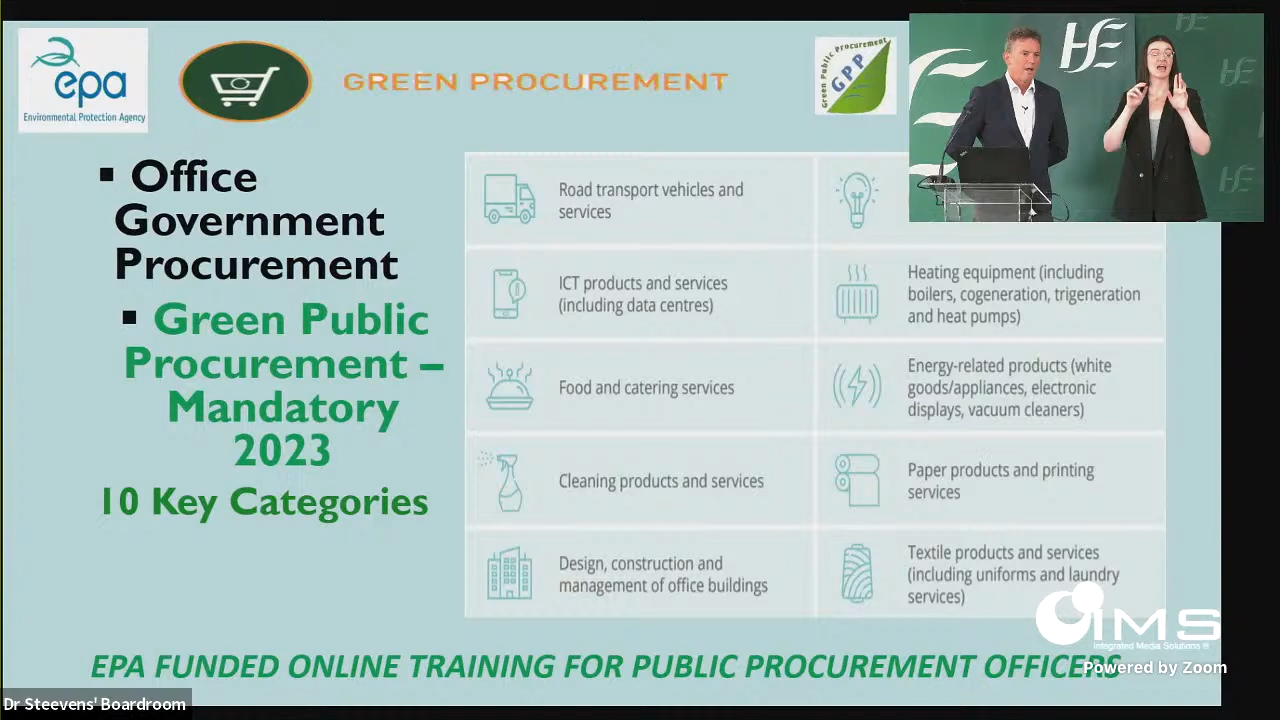 epa
Environmental Protection Agency
GREEN PROCUREMENT
Green Public Procurement
GPP
HSE
HSE
▪ Office
Government
Procurement
▪ Green Public
Procurement –
Mandatory
2023
10 Key Categories
Road transport vehicles and
services
ICT products and services
(including data centres)
Heating equipment (including
boilers, cogeneration, trigeneration
and heat pumps)
Food and catering services
Energy-related products (white
goods/appliances, electronic
displays, vacuum cleaners)
Cleaning products and services
Paper products and printing
services
Design, construction and
management of office buildings
Textile products and services
(including uniforms and laundry
services)
IMS
Integrated Media Solutions
EPA FUNDED ONLINE TRAINING FOR PUBLIC PROCUREMENT OFFICERS
Powered by Zoom
Dr Steevens' Boardroom